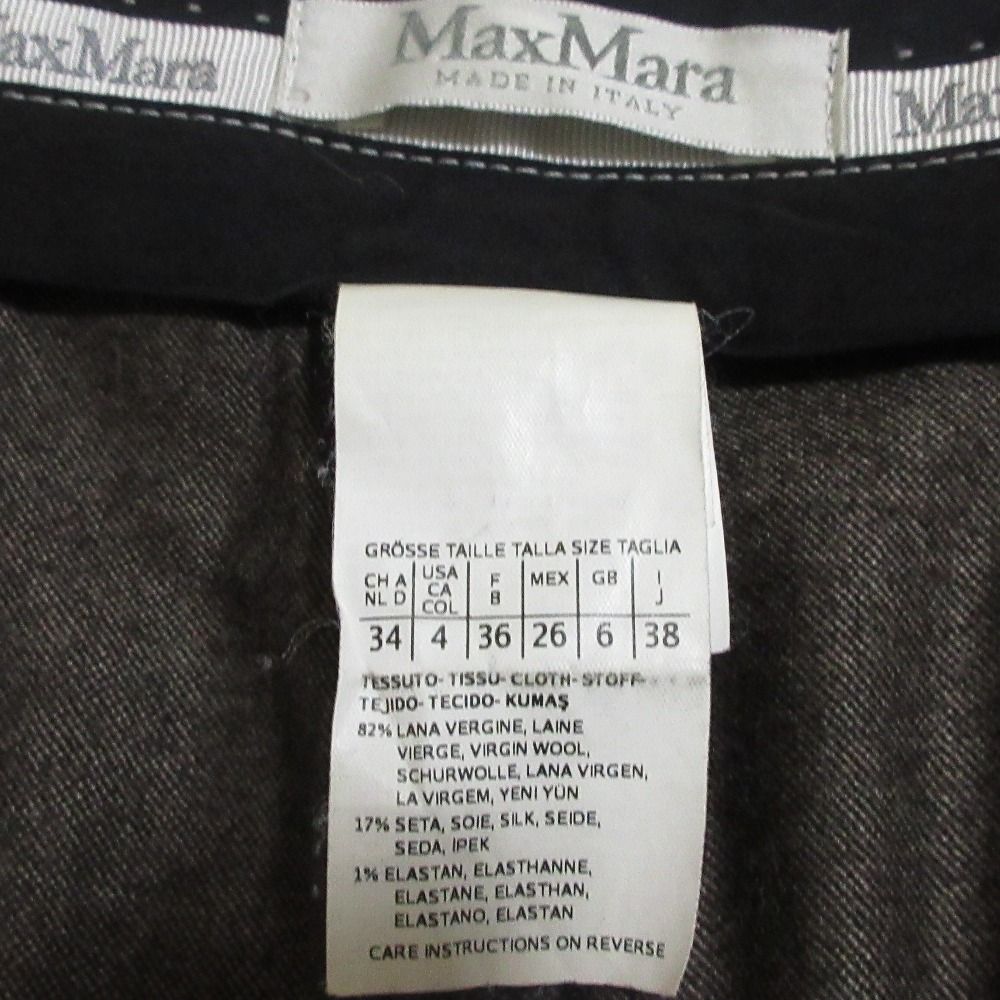 axMara
MaxMara
MADE IN ITALY
Max
GRÖSSE TAILLE TALLA SIZE TAGLIA
CH A NL D USA CA COL F B MEX GB I J
34 4 36 26 6 38
TESSUTO- TISSU- CLOTH- STOFF-
TEJIDO- TECIDO- KUMAŞ
82% LANA VERGINE, LAINE
VIERGE, VIRGIN WOOL,
SCHURWOLLE, LANA VIRGEN,
LA VIRGEM, YENI YÜN
17% SETA, SOIE, SILK, SEIDE,
SEDA, İPEK
1% ELASTAN, ELASTHANNE,
ELASTANE, ELASTHAN,
ELASTANO, ELASTAN
CARE INSTRUCTIONS ON REVERSE